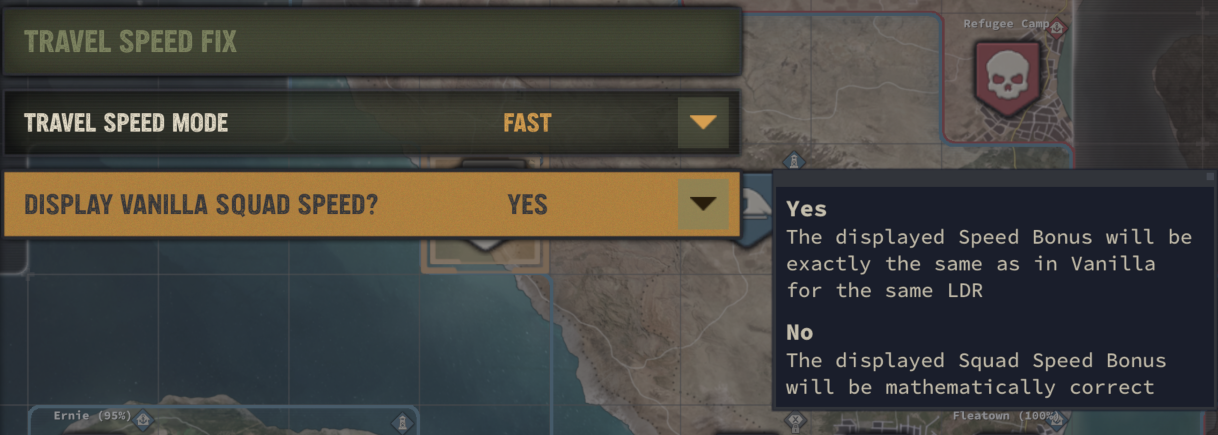 TRAVEL SPEED FIX
Refugee Camp
TRAVEL SPEED MODE FAST
DISPLAY VANILLA SQUAD SPEED? YES
Yes
The displayed Speed Bonus will be
exactly the same as in Vanilla
for the same LDR
No
The displayed Squad Speed Bonus
will be mathematically correct
Ernie (95%)
Fleatown (100%)